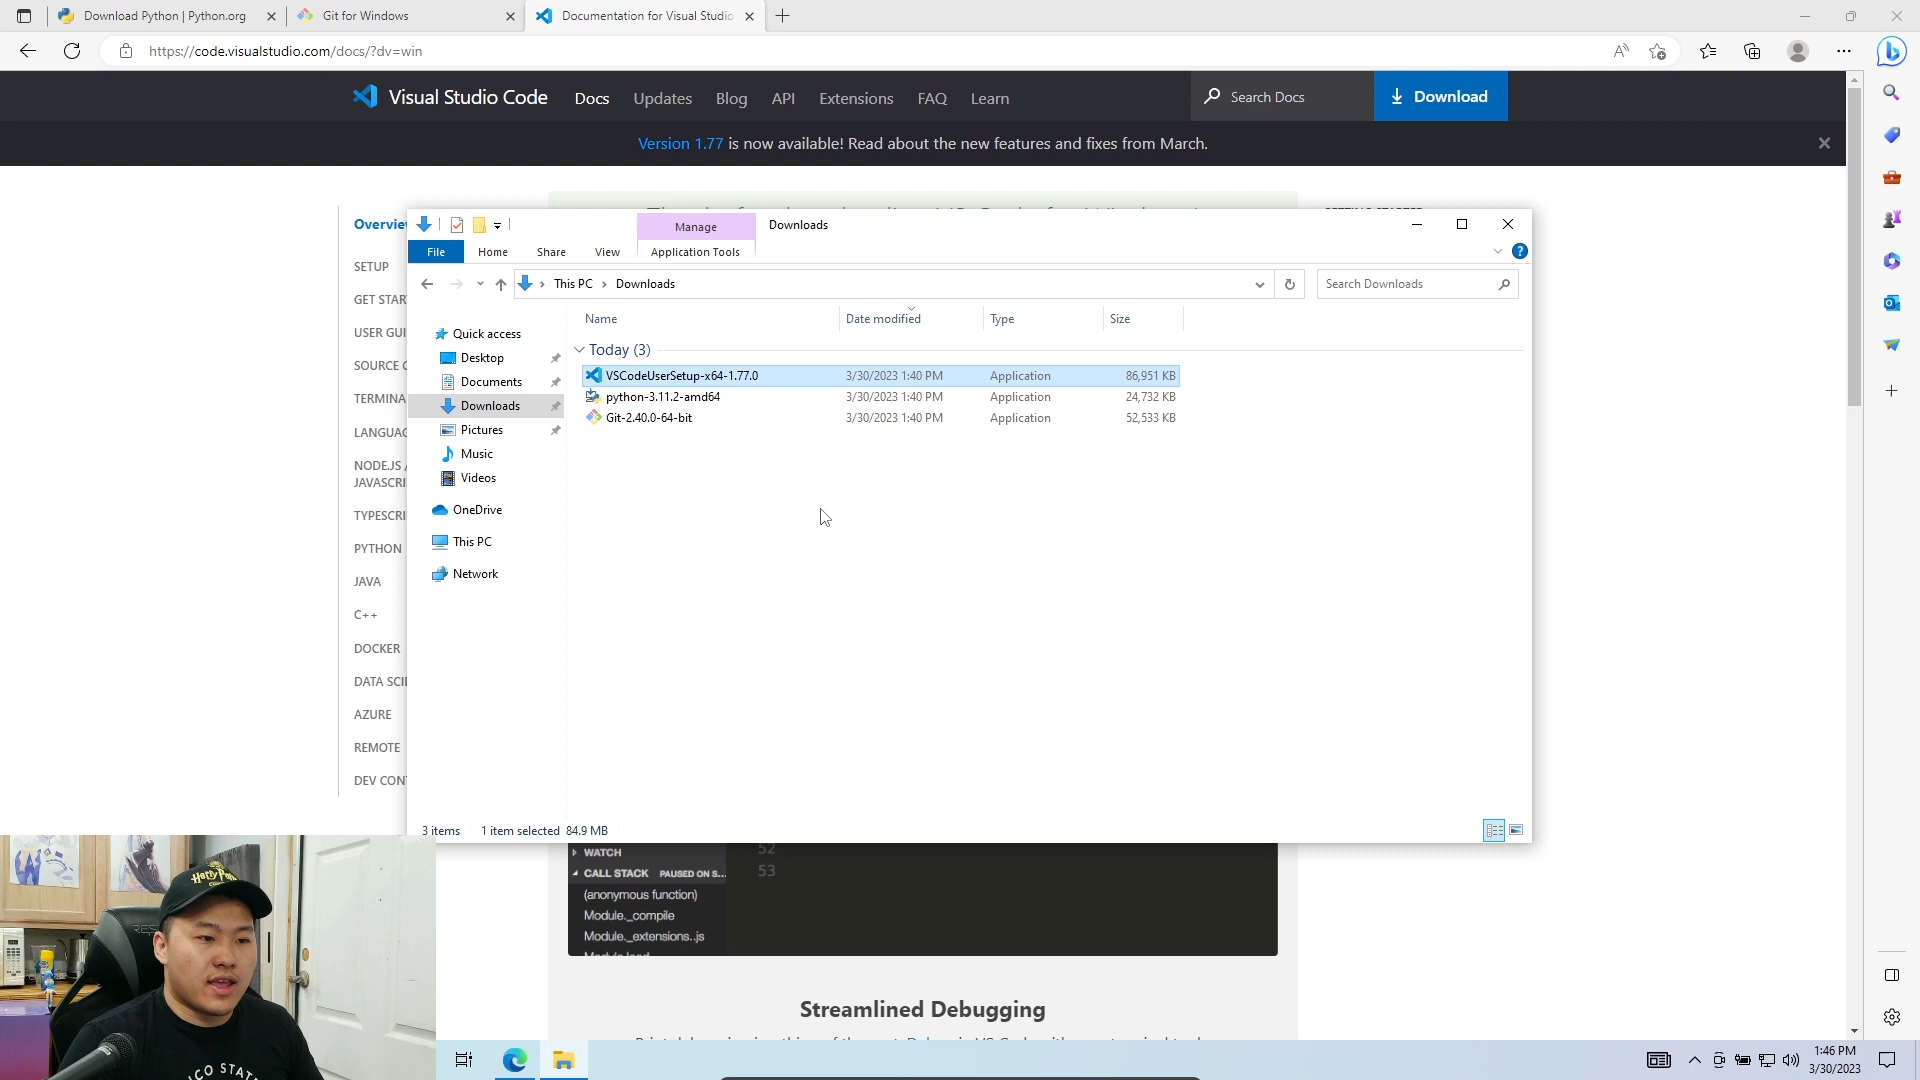 Download Python | Python.org
Git for Windows
Documentation for Visual Studio
https://code.visualstudio.com/docs/?dv=win
Visual Studio Code
Docs
Updates
Blog
API
Extensions
FAQ
Learn
Search Docs
Download
Version 1.77 is now available! Read about the new features and fixes from March.
Overvie
SETUP
GET STAR
USER GUI
SOURCE C
TERMINA
LANGUAG
NODE.JS /
JAVASCRI
TYPESCRI
PYTHON
JAVA
C++
DOCKER
DATA SCIE
AZURE
REMOTE
DEV CON
Manage
Downloads
File
Home
Share
View
Application Tools
This PC
Downloads
Search Downloads
Quick access
Desktop
Documents
Downloads
Pictures
Music
Videos
OneDrive
This PC
Network
Name
Date modified
Type
Size
Today (3)
VSCodeUserSetup-x64-1.77.0 3/30/2023 1:40 PM Application 86,951 KB
python-3.11.2-amd64 3/30/2023 1:40 PM Application 24,732 KB
Git-2.40.0-64-bit 3/30/2023 1:40 PM Application 52,533 KB
3 items
1 item selected 84.9 MB
WATCH
CALL STACK PAUSED ON S...
(anonymous function)
Module._compile
Module._extensions..js
52
53
Streamlined Debugging
Harry Potter
CO STA
1:46 PM
3/30/2023